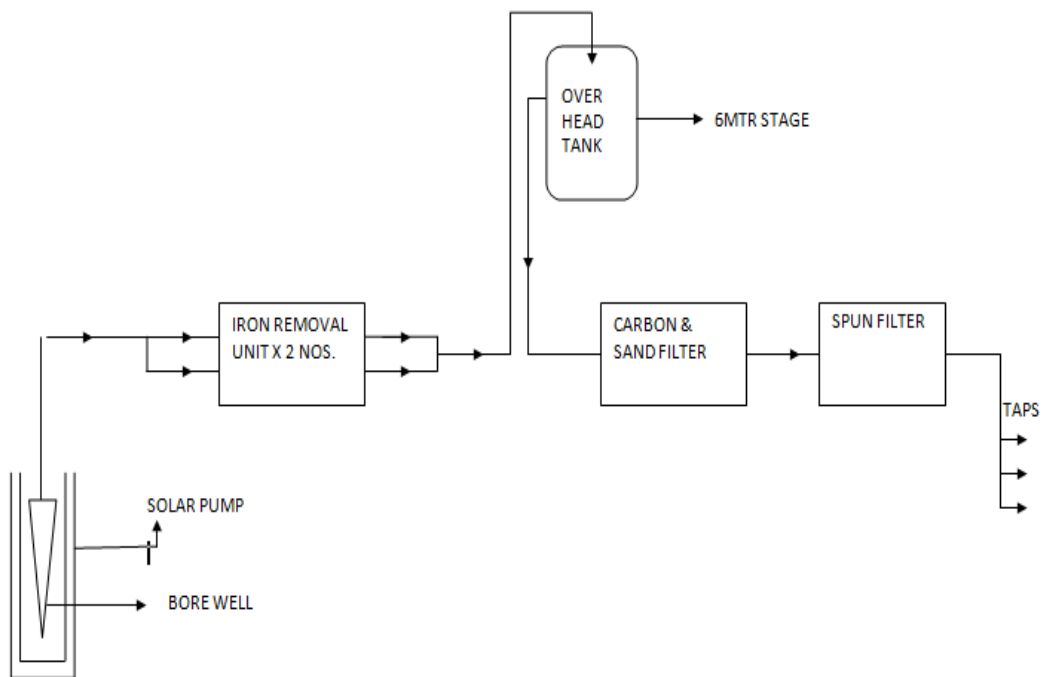 OVER
HEAD
TANK
6MTR STAGE
IRON REMOVAL
UNIT X 2 NOS.
CARBON &
SAND FILTER
SPUN FILTER
TAPS
SOLAR PUMP
BORE WELL